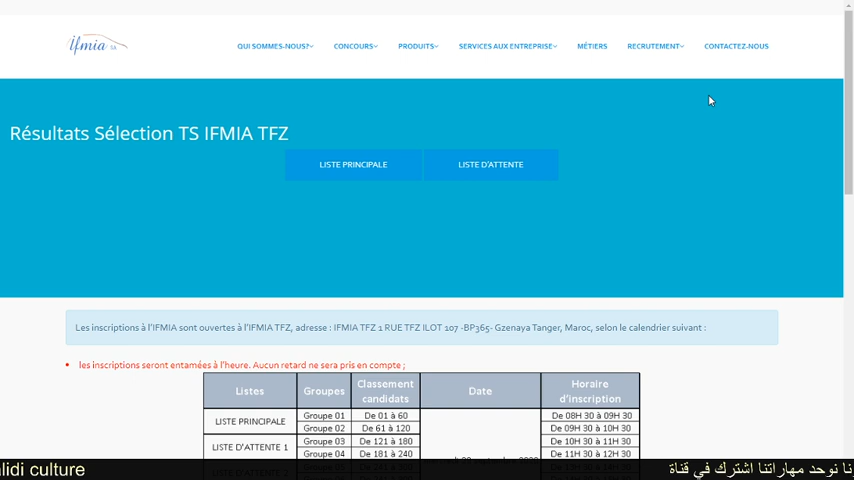 ifmia SA
QUI SOMMES-NOUS? CONCOURS PRODUITS SERVICES AUX ENTREPRISE MÉTIERS RECRUTEMENT CONTACTEZ-NOUS
Résultats Sélection TS IFMIA TFZ
LISTE PRINCIPALE LISTE D'ATTENTE
Les inscriptions à l'IFMIA sont ouvertes à l'IFMIA TFZ, adresse : IFMIA TFZ 1 RUE TFZ ILOT 107 -BP365- Gzenaya Tanger, Maroc, selon le calendrier suivant :
• les inscriptions seront entamées à l'heure. Aucun retard ne sera pris en compte ;
Listes Groupes Classement candidats Date Horaire d'inscription
LISTE PRINCIPALE Groupe 01 De 01 à 60 De 08H 30 à 09H 30
Groupe 02 De 61 à 120 De 09H 30 à 10H 30
LISTE D'ATTENTE 1 Groupe 03 De 121 à 180 De 10H 30 à 11H 30
Groupe 04 De 181 à 240 De 11H 30 à 12H 30
alidi culture
نا نوحد مهاراتنا اشترك في قناة